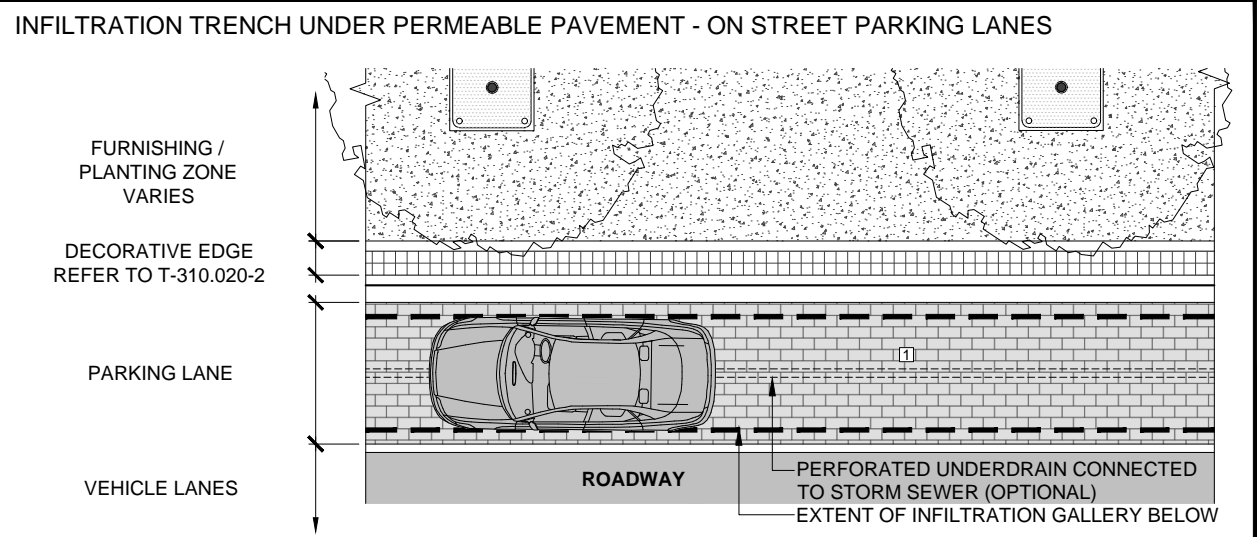 INFILTRATION TRENCH UNDER PERMEABLE PAVEMENT - ON STREET PARKING LANES
FURNISHING /
PLANTING ZONE
VARIES
DECORATIVE EDGE
REFER TO T-310.020-2
1
PARKING LANE
VEHICLE LANES
ROADWAY
PERFORATED UNDERDRAIN CONNECTED
TO STORM SEWER (OPTIONAL)
EXTENT OF INFILTRATION GALLERY BELOW